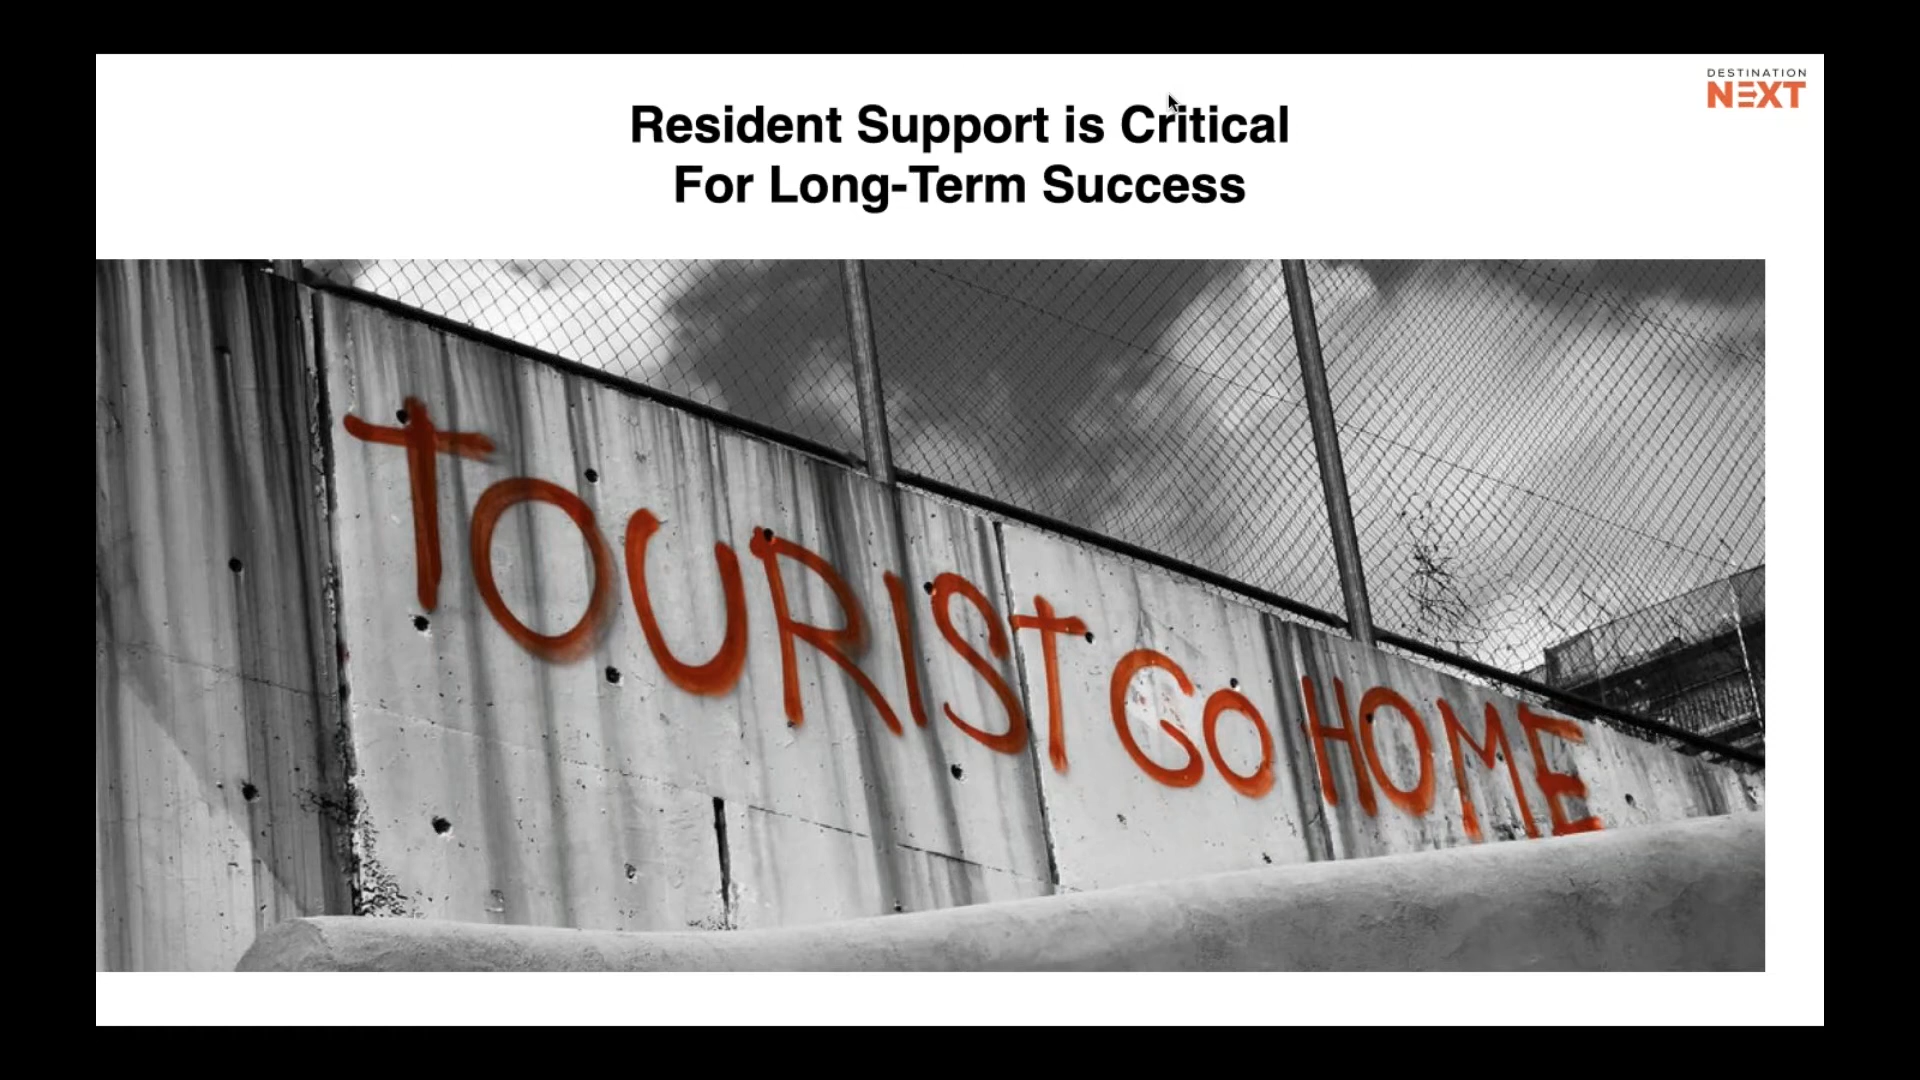 DESTINATION
NEXT
Resident Support is Critical
For Long-Term Success
TOURIST GO HOME